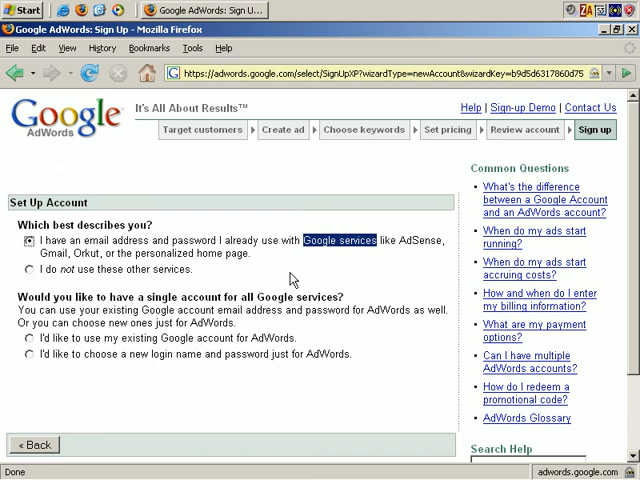 Start
Google AdWords: Sign U...
Google AdWords: Sign Up - Mozilla Firefox
File Edit View History Bookmarks Tools Help
https://adwords.google.com/select/SignUpXP?wizardType=newAccount&wizardKey=b9d5d6317860d75
Google AdWords
It's All About Results™
Help | Sign-up Demo | Contact Us
Target customers Create ad Choose keywords Set pricing Review account Sign up
Set Up Account
Which best describes you?
I have an email address and password I already use with Google services like AdSense,
Gmail, Orkut, or the personalized home page.
I do not use these other services.
Would you like to have a single account for all Google services?
You can use your existing Google account email address and password for AdWords as well.
Or you can choose new ones just for AdWords.
I'd like to use my existing Google account for AdWords.
I'd like to choose a new login name and password just for AdWords.
« Back
Common Questions
What's the difference
between a Google Account
and an AdWords account?
When do my ads start
running?
When do my ads start
accruing costs?
How and when do I enter
my billing information?
What are my payment
options?
Can I have multiple
AdWords accounts?
How do I redeem a
promotional code?
AdWords Glossary
Search Help
Done
adwords.google.com